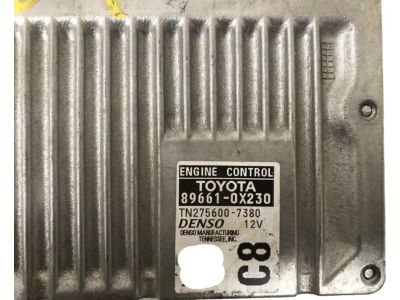 ENGINE CONTROL
TOYOTA
89661-0X230
TN275600-7380
DENSO 12V
DENSO MANUFACTURING
TENNESSEE, INC.
C8